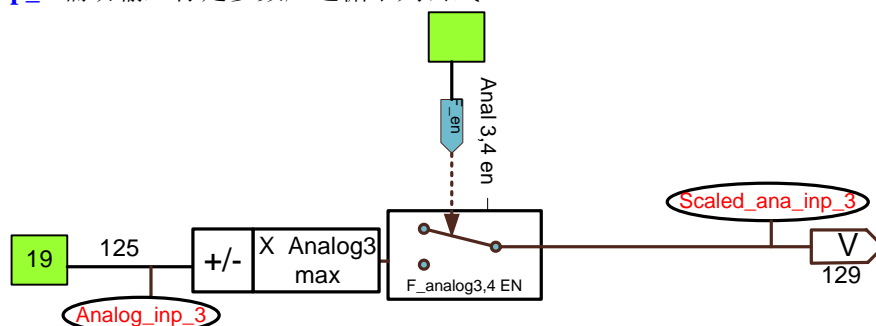 F_en
Anal 3,4 en
Scaled_ana_inp_3
19
125
+/-
X Analog3
max
F_analog3,4 EN
V
129
Analog_inp_3